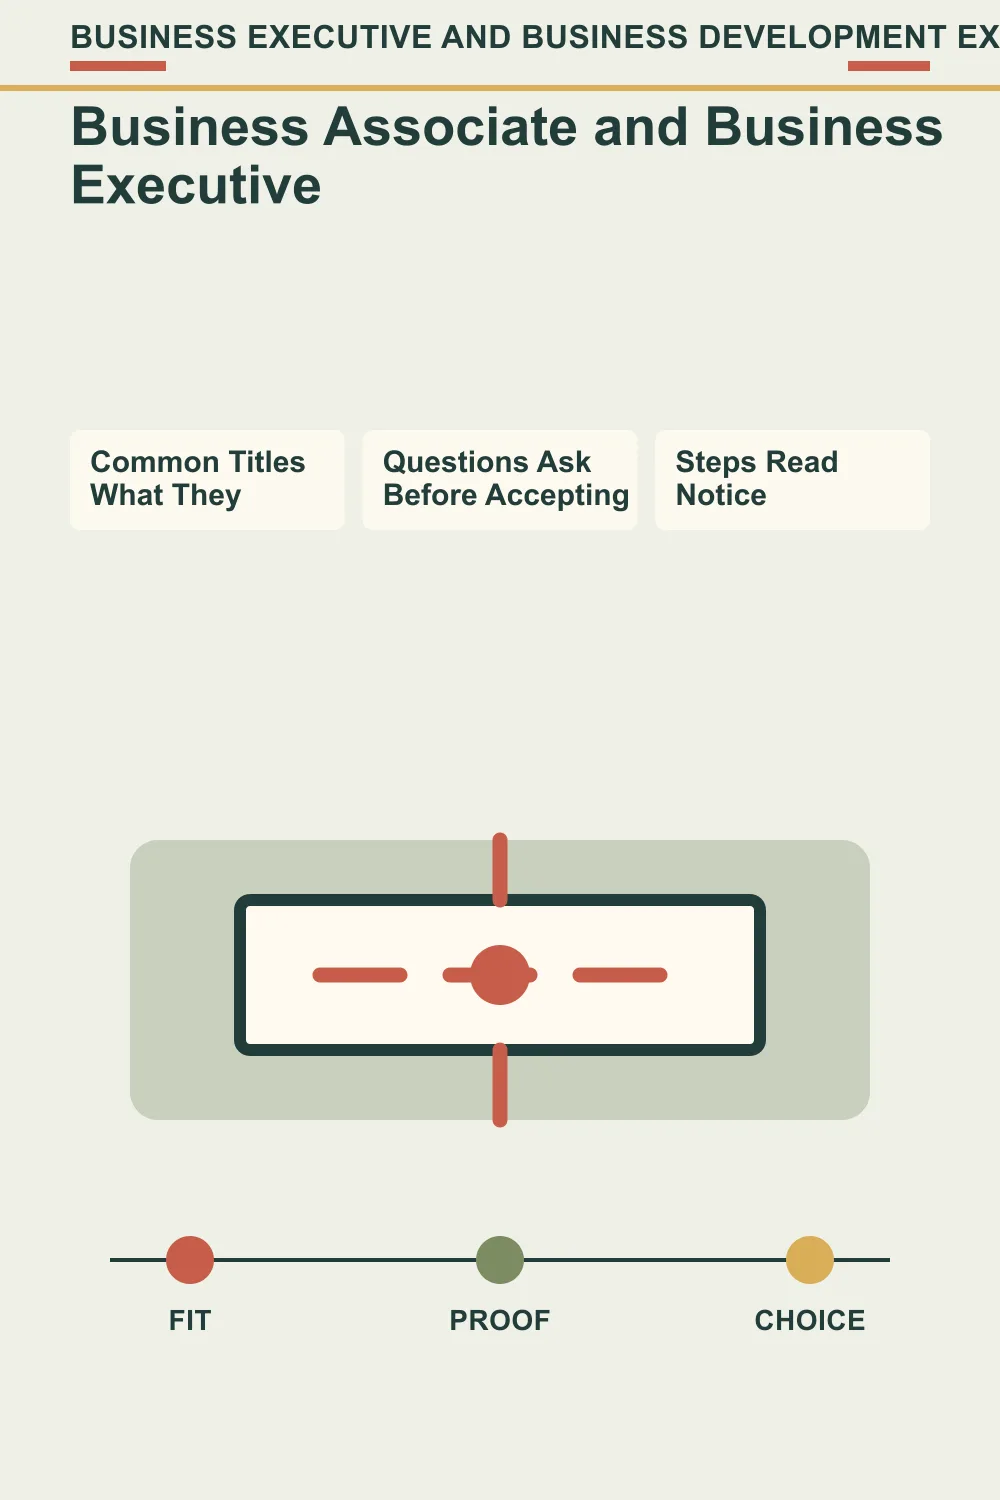 BUSINESS EXECUTIVE AND BUSINESS DEVELOPMENT EX
Business Associate and Business
Executive
Common Titles
What They
Questions Ask
Before Accepting
Steps Read
Notice
FIT
PROOF
CHOICE